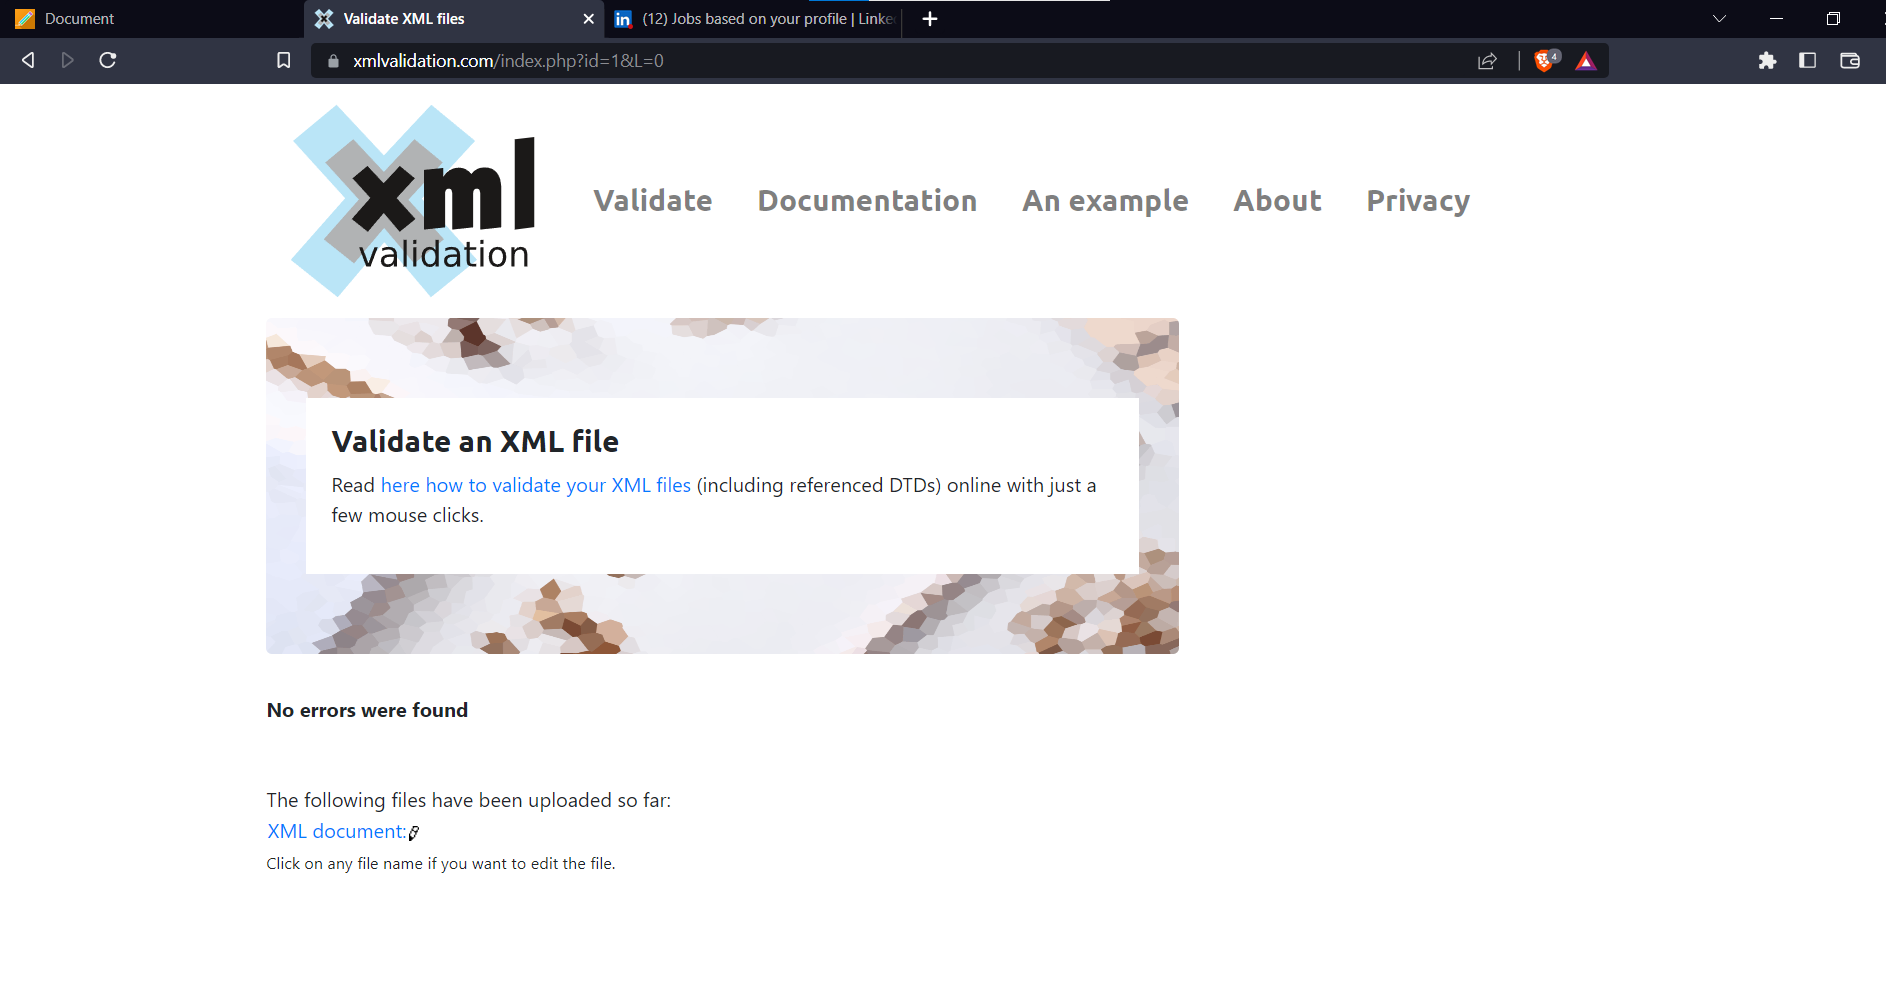 Document
Validate XML files
(12) Jobs based on your profile | Linke
xmlvalidation.com/index.php?id=1&L=0
4
xml
validation
Validate
Documentation
An example
About
Privacy
Validate an XML file
Read here how to validate your XML files (including referenced DTDs) online with just a
few mouse clicks.
No errors were found
The following files have been uploaded so far:
XML document:
Click on any file name if you want to edit the file.